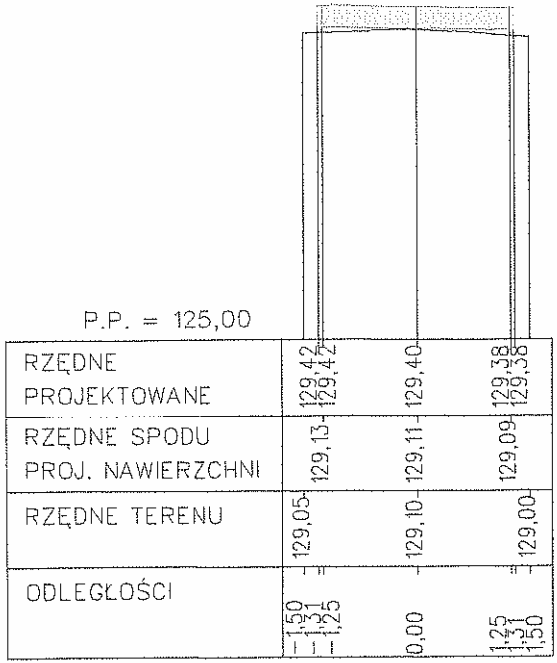 P.P. = 125,00
RZĘDNE
PROJEKTOWANE
129,42
129,42
129,40
129,38
129,38
RZĘDNE SPODU
PROJ. NAWIERZCHNI
129,13
129,11
129,09
RZĘDNE TERENU
129,05
129,10
129,00
ODLEGŁOŚCI
-1,50
-1,31
-1,25
0,00
1,25
1,31
1,50